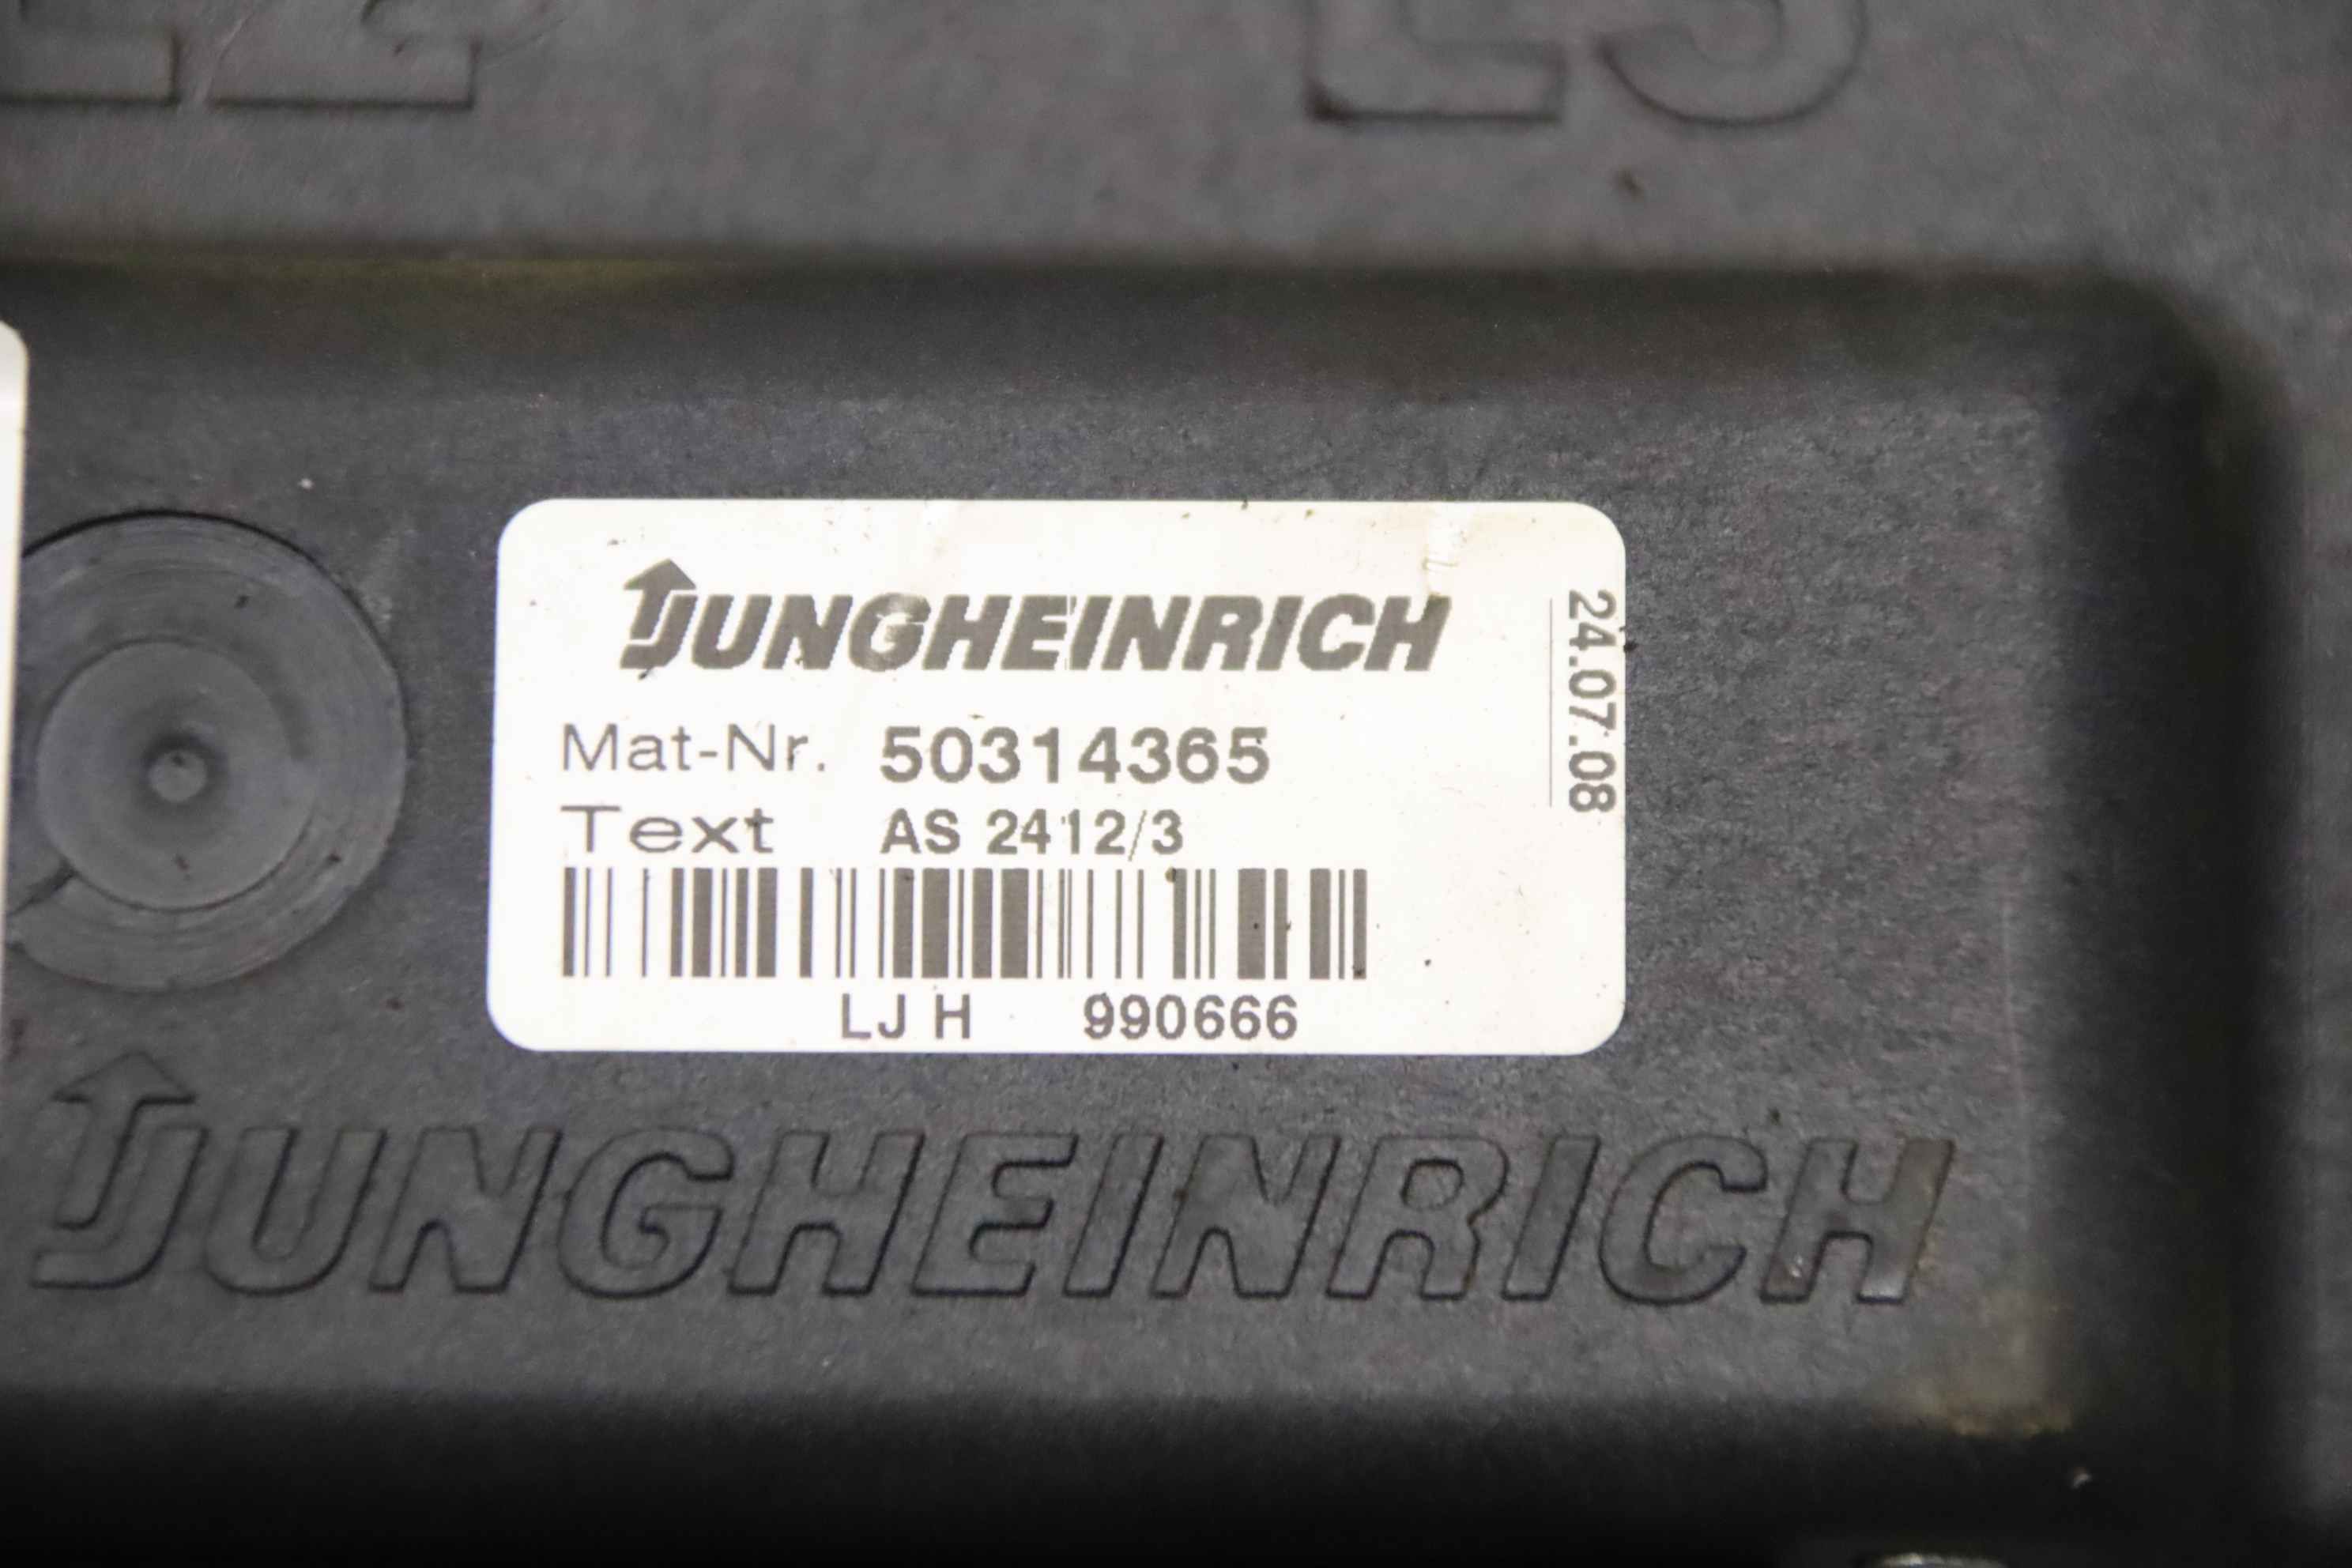 JUNGHEINRICH
Mat-Nr. 50314365
Text AS 2412/3
LJ H 990666
24.07.08
JUNGHEINRICH